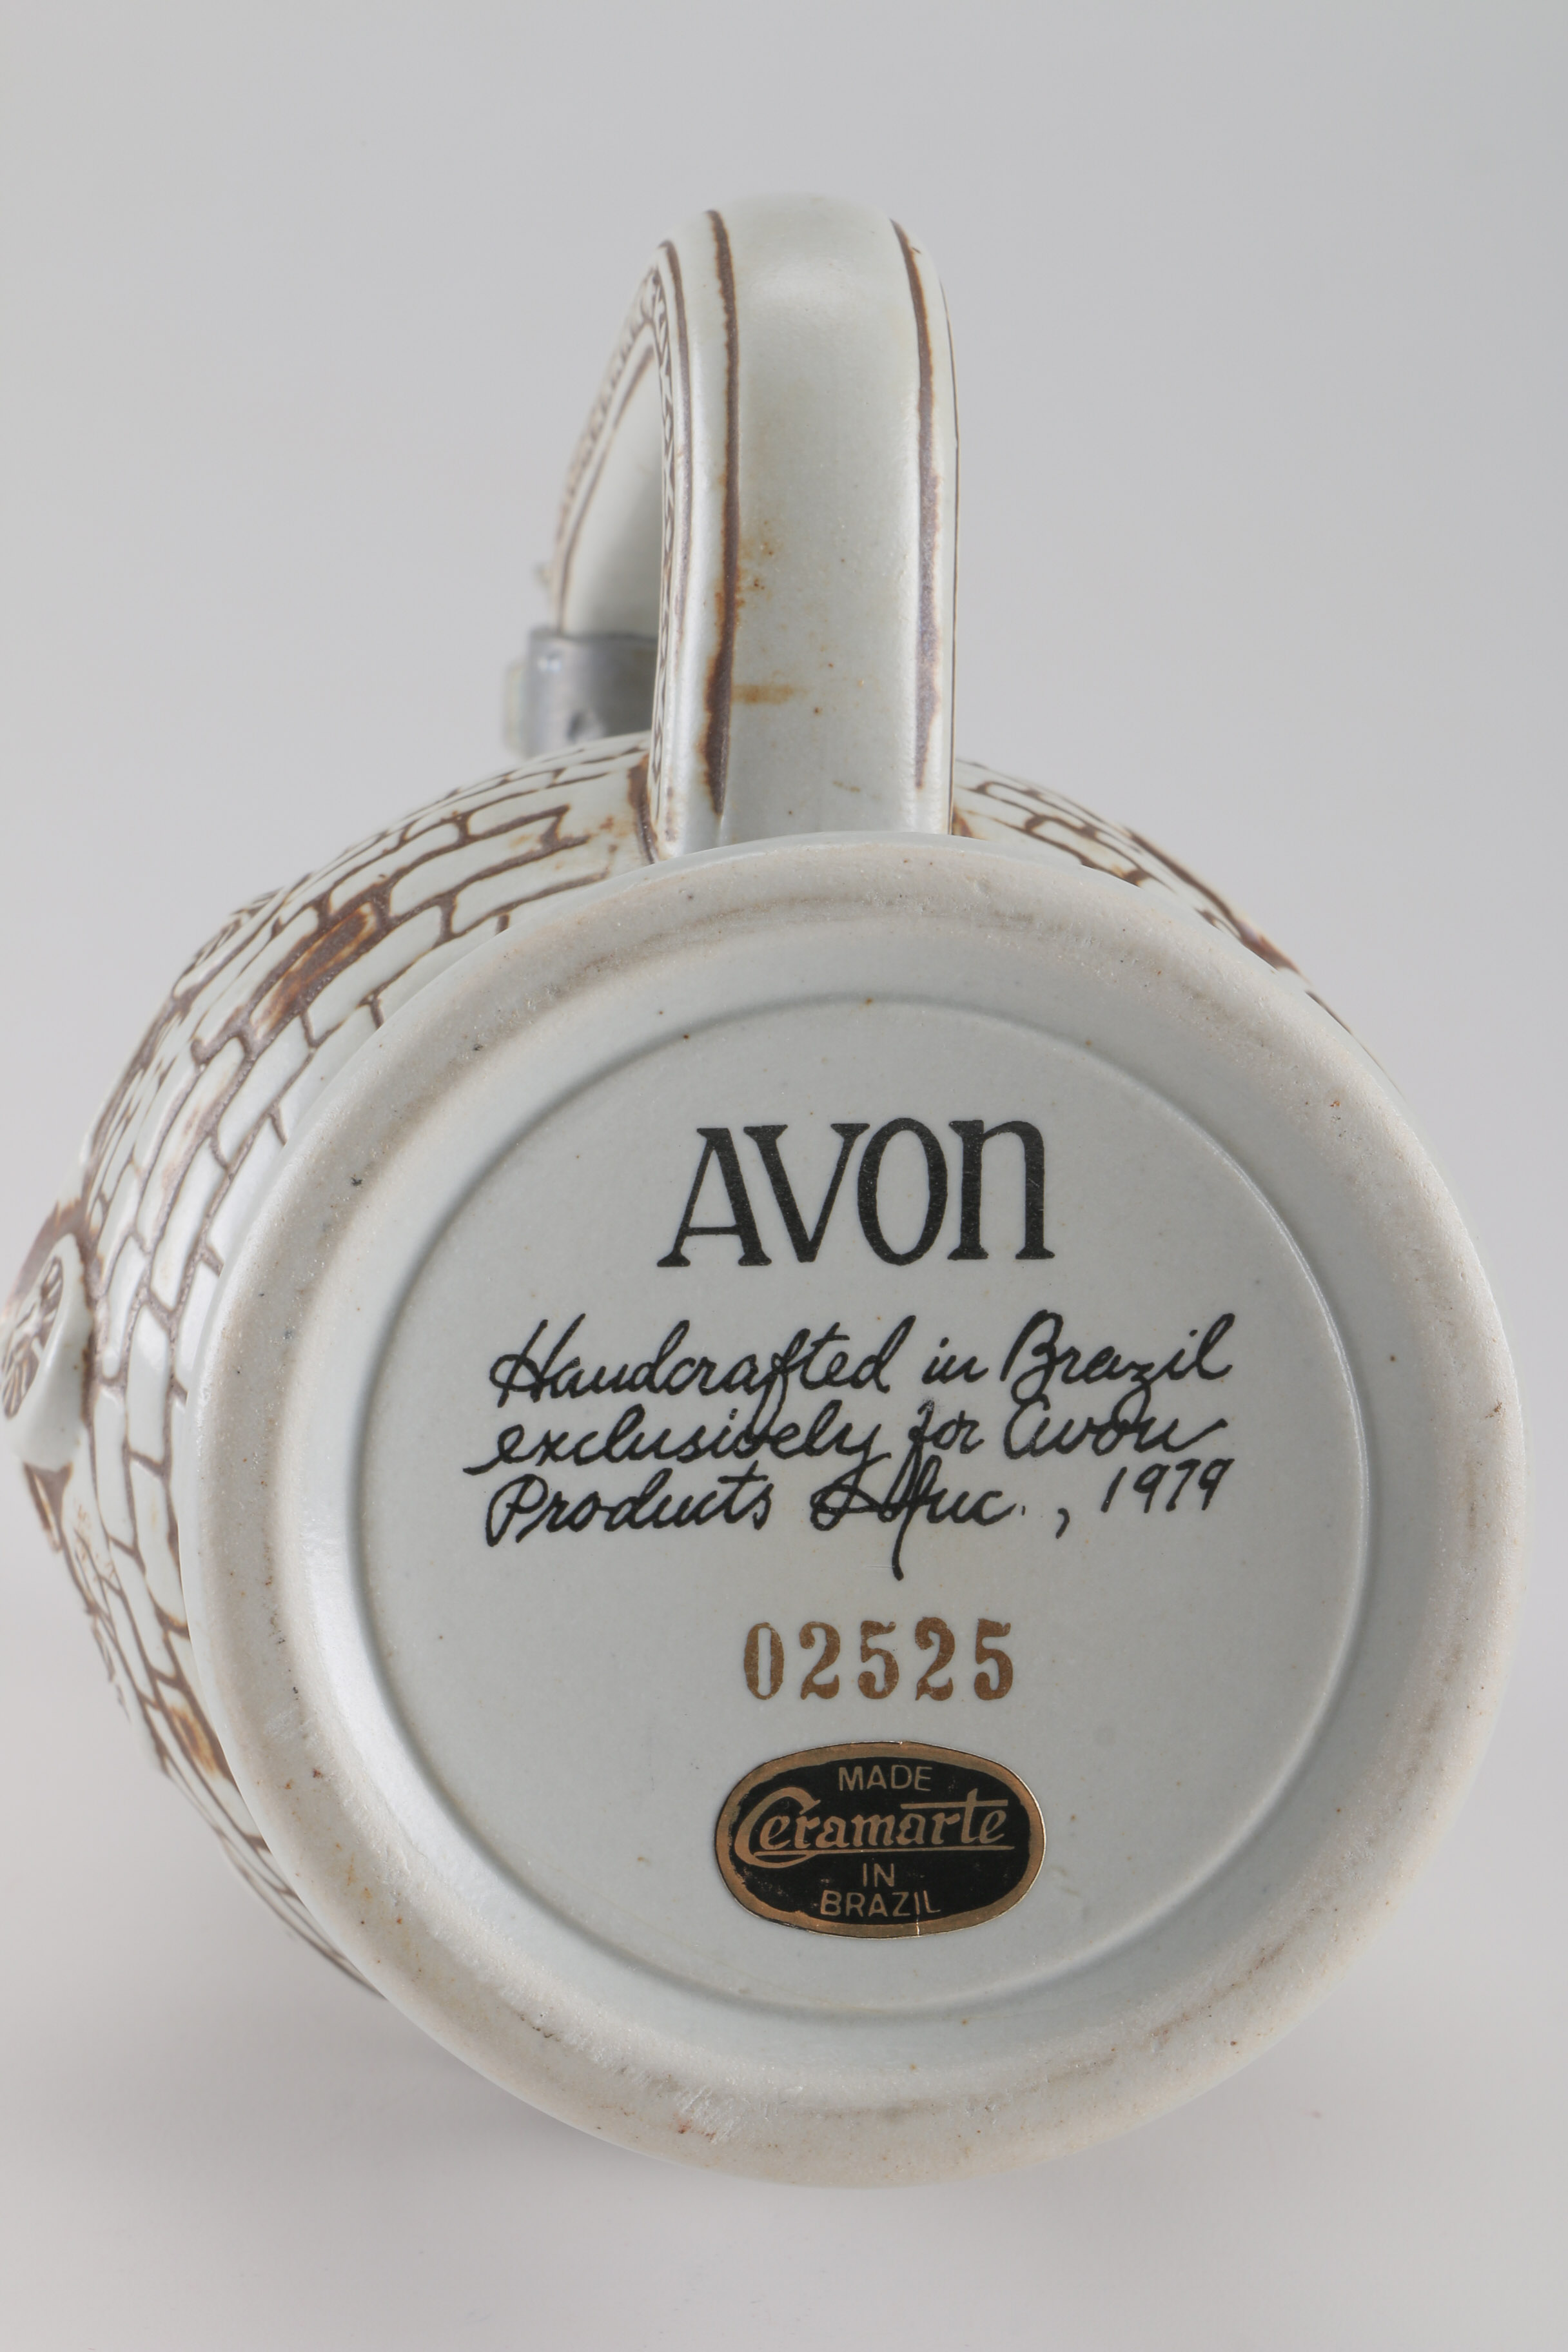 AVON
Handcrafted in Brazil
exclusively for Avon
Products Inc., 1979
02525
MADE
Ceramarte
IN
BRAZIL